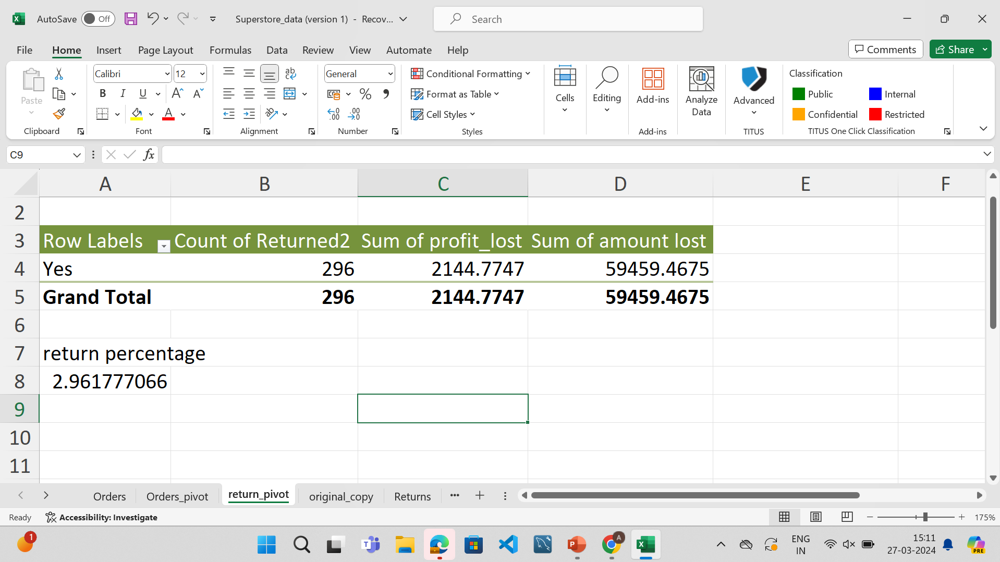 AutoSave Off Superstore_data (version 1) - Recov... Search
File Home Insert Page Layout Formulas Data Review View Automate Help Comments Share
Paste
Clipboard
Calibri 12
B I U A A
A
Font
ab
Alignment
General
% 9
Number
Conditional Formatting
Format as Table
Cell Styles
Styles
Cells
Editing
Add-ins
Add-ins
Analyze
Data
Advanced
TITUS
Classification
Public Internal
Confidential Restricted
TITUS One Click Classification
C9 fx
A B C D E F
2
3 Row Labels Count of Returned2 Sum of profit_lost Sum of amount lost
4 Yes 296 2144.7747 59459.4675
5 Grand Total 296 2144.7747 59459.4675
6
7 return percentage
8 2.961777066
9
10
11
Orders Orders_pivot return_pivot original_copy Returns ...
Ready Accessibility: Investigate 175%
1 ENG
IN
15:11
27-03-2024
PRE